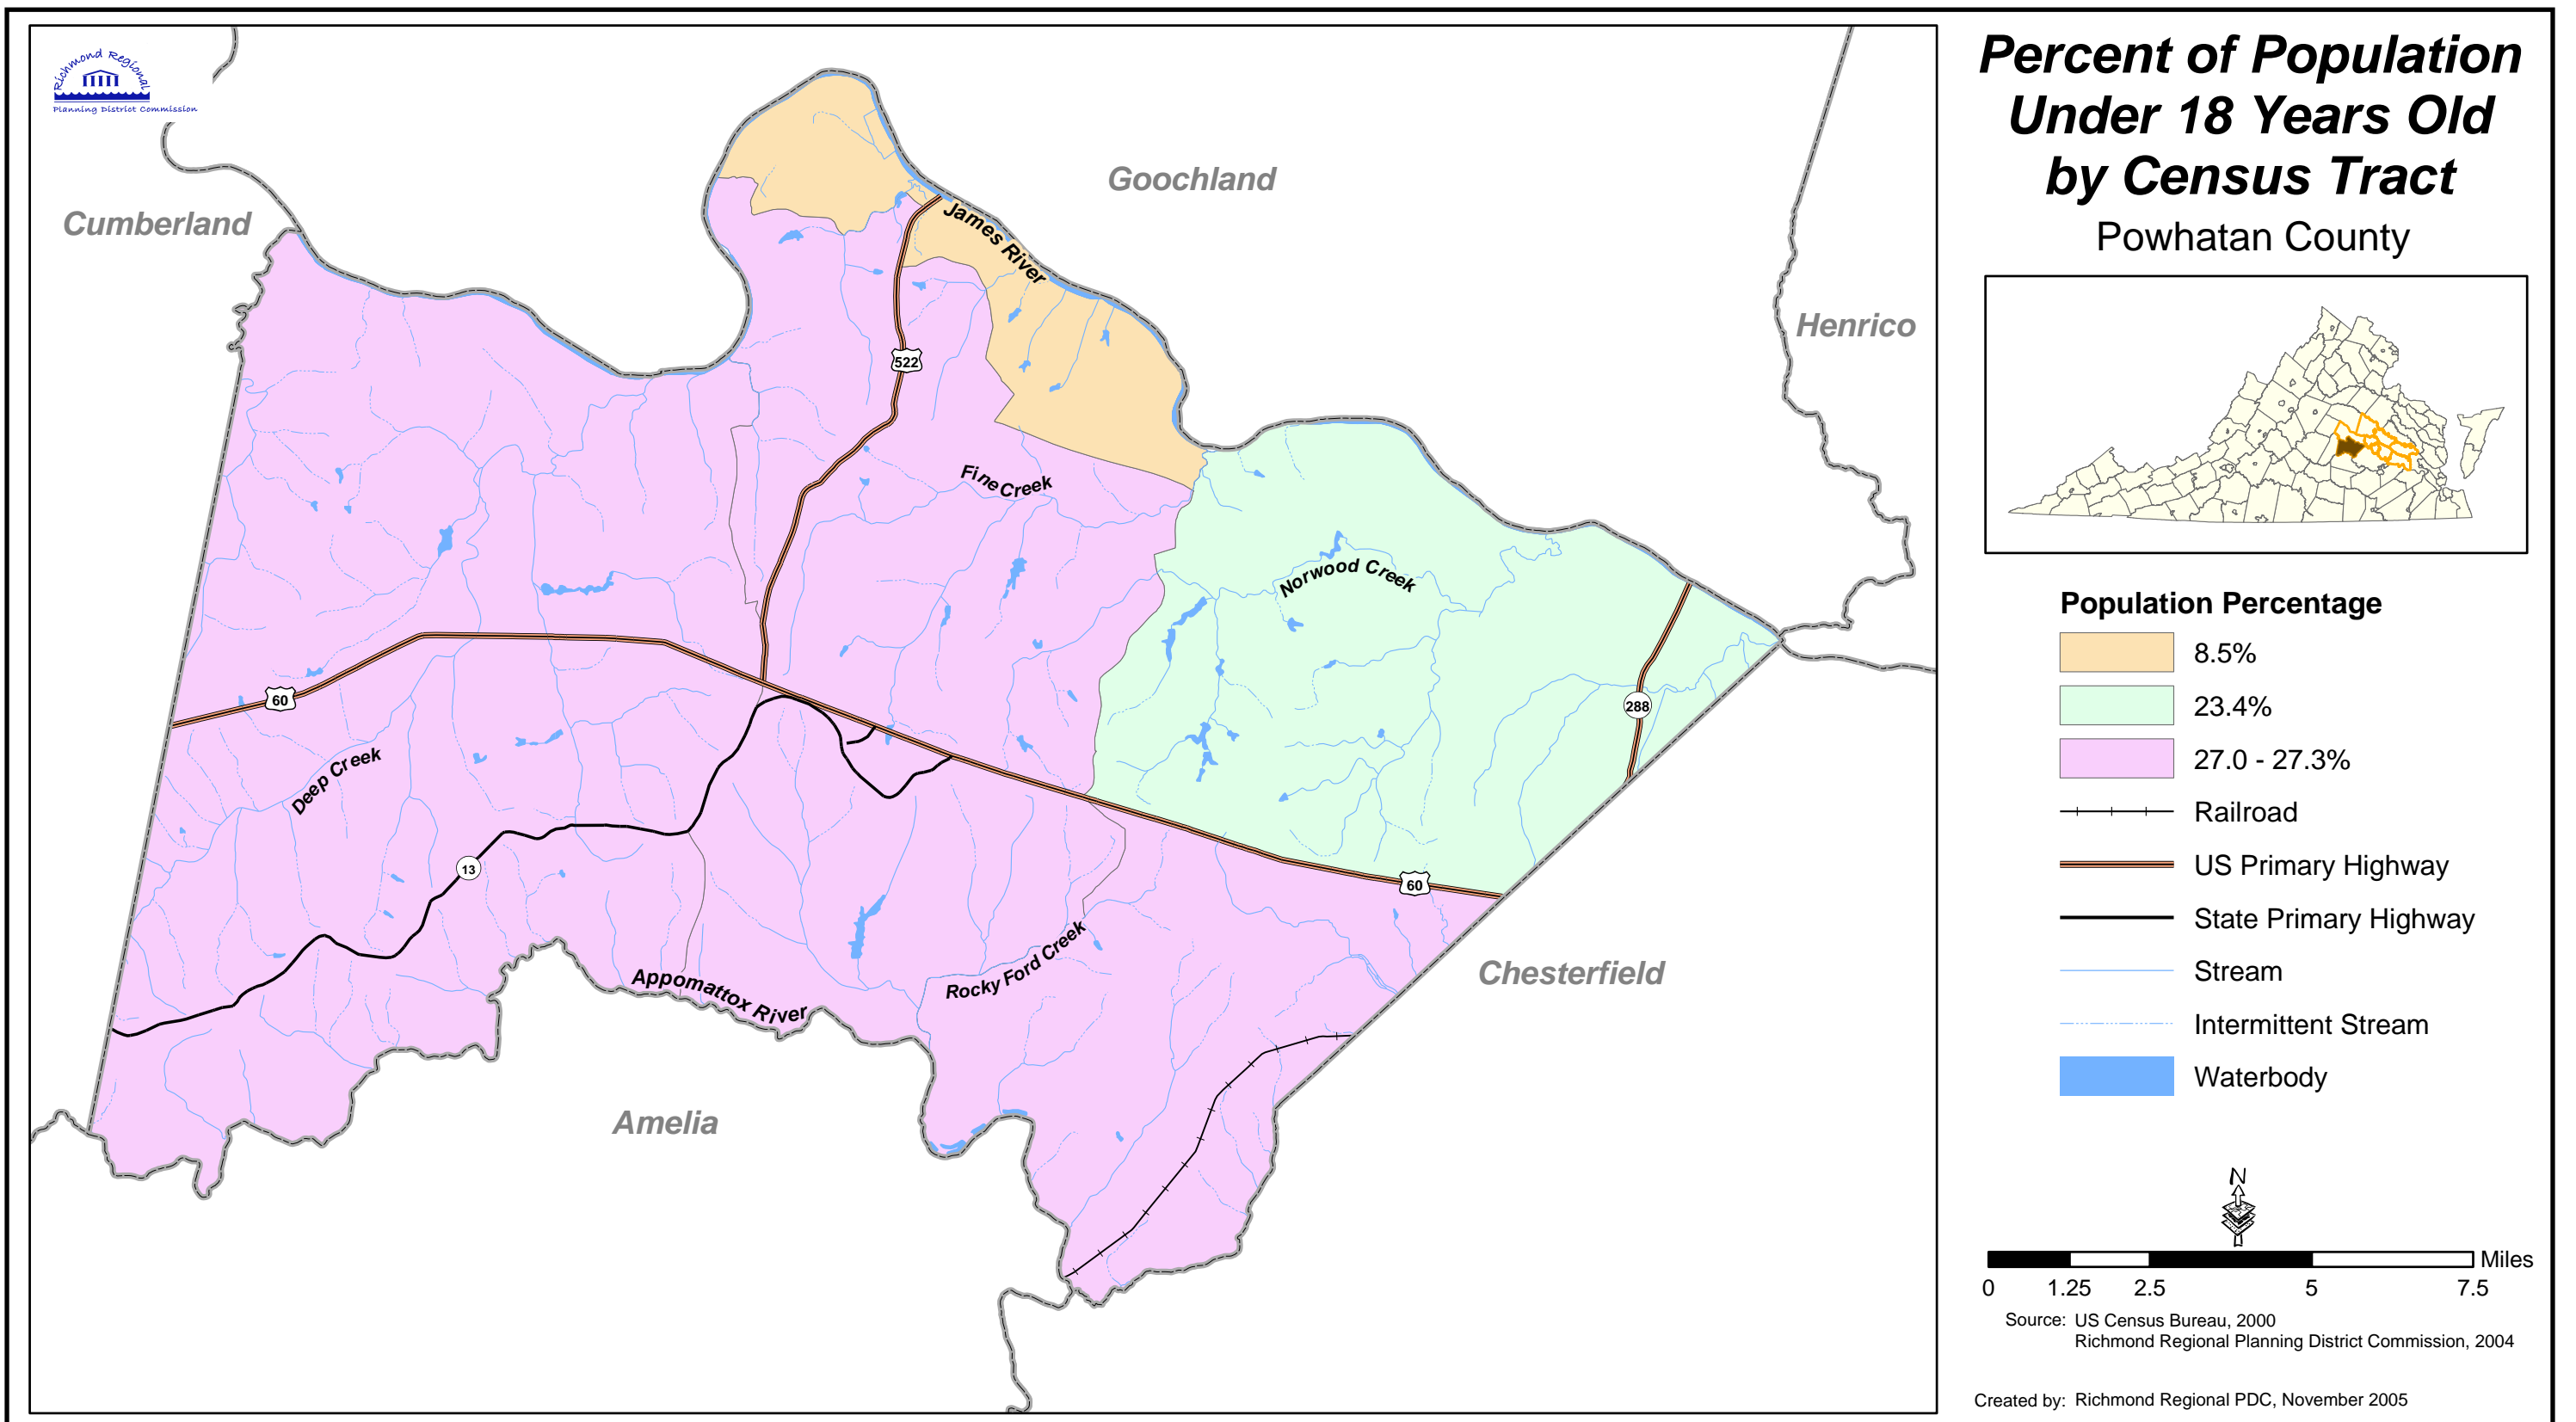 Richmond Regional
Planning District Commission
Percent of Population
Under 18 Years Old
by Census Tract
Powhatan County
Cumberland
Goochland
Henrico
Chesterfield
Amelia
James River
522
Fine Creek
Norwood Creek
288
60
Deep Creek
13
60
Rocky Ford Creek
Appomattox River
Population Percentage
8.5%
23.4%
27.0 - 27.3%
Railroad
US Primary Highway
State Primary Highway
Stream
Intermittent Stream
Waterbody
N
Miles
0 1.25 2.5 5 7.5
Source: US Census Bureau, 2000
Richmond Regional Planning District Commission, 2004
Created by: Richmond Regional PDC, November 2005